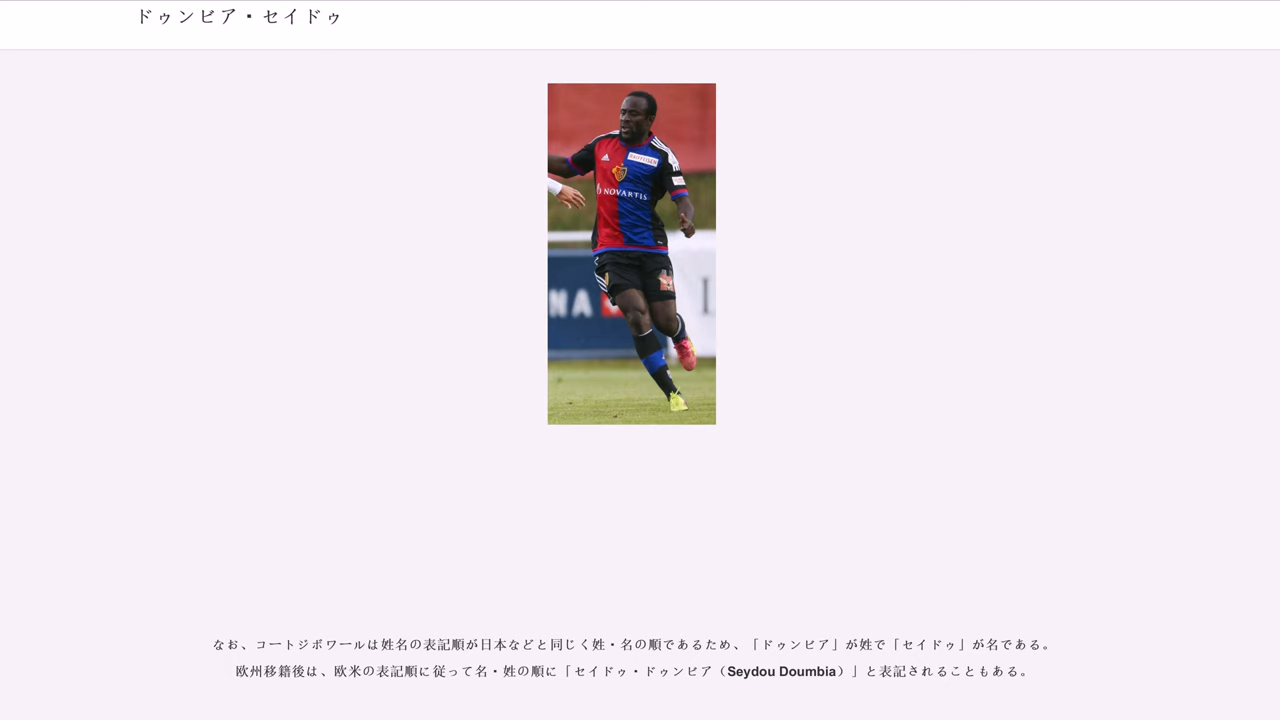 ドゥンビア・セイドゥ
RAIFFEISEN
NOVARTIS
NA
なお、コートジボワールは姓名の表記順が日本などと同じく姓・名の順であるため、「ドゥンビア」が姓で「セイドゥ」が名である。
欧州移籍後は、欧米の表記順に従って名・姓の順に「セイドゥ・ドゥンビア（Seydou Doumbia）」と表記されることもある。